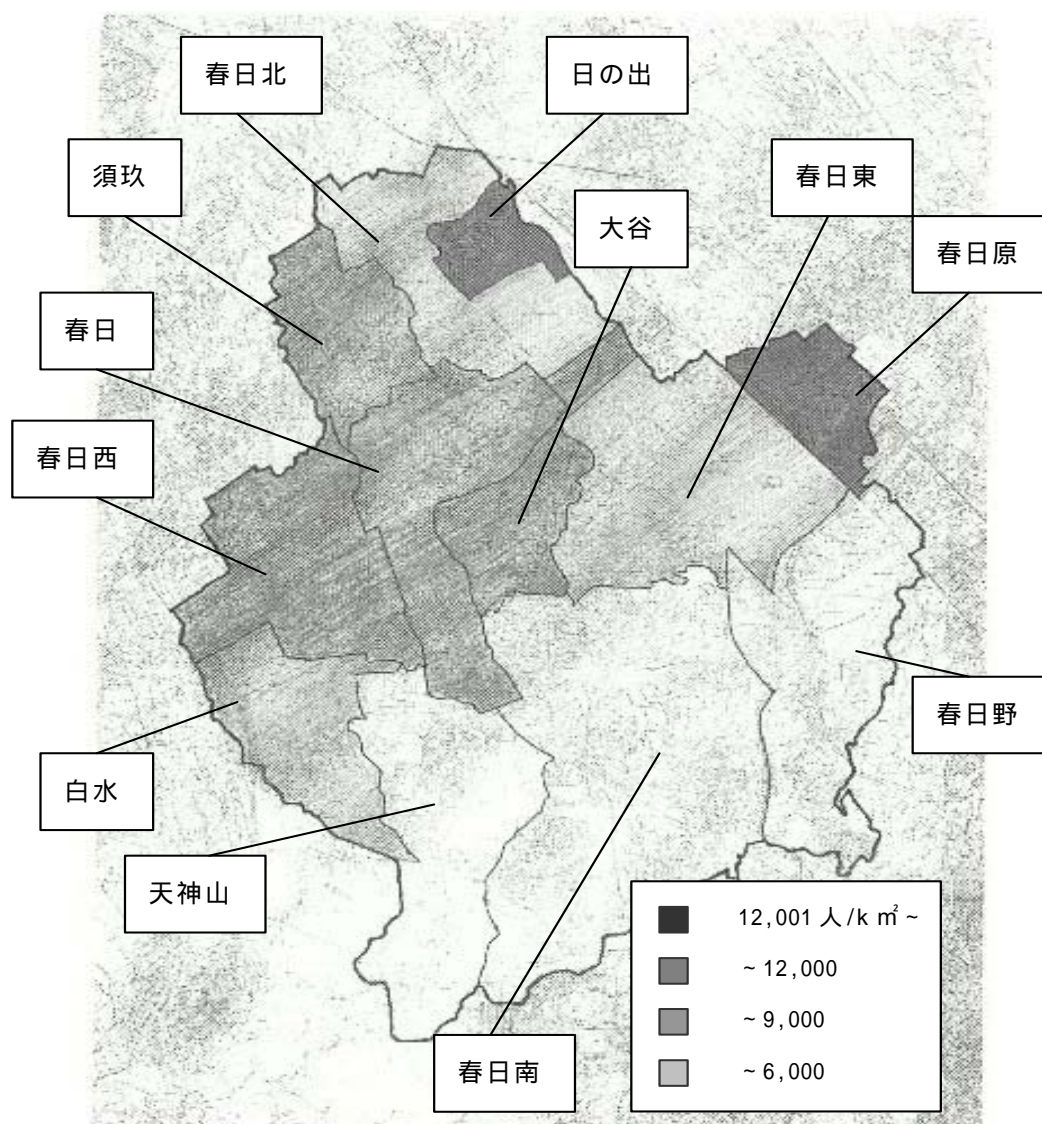 春日北
日の出
須玖
春日東
大谷
春日原
春日
春日西
春日野
白水
天神山
春日南
12,001 人/k㎡~
~12,000
~9,000
~6,000